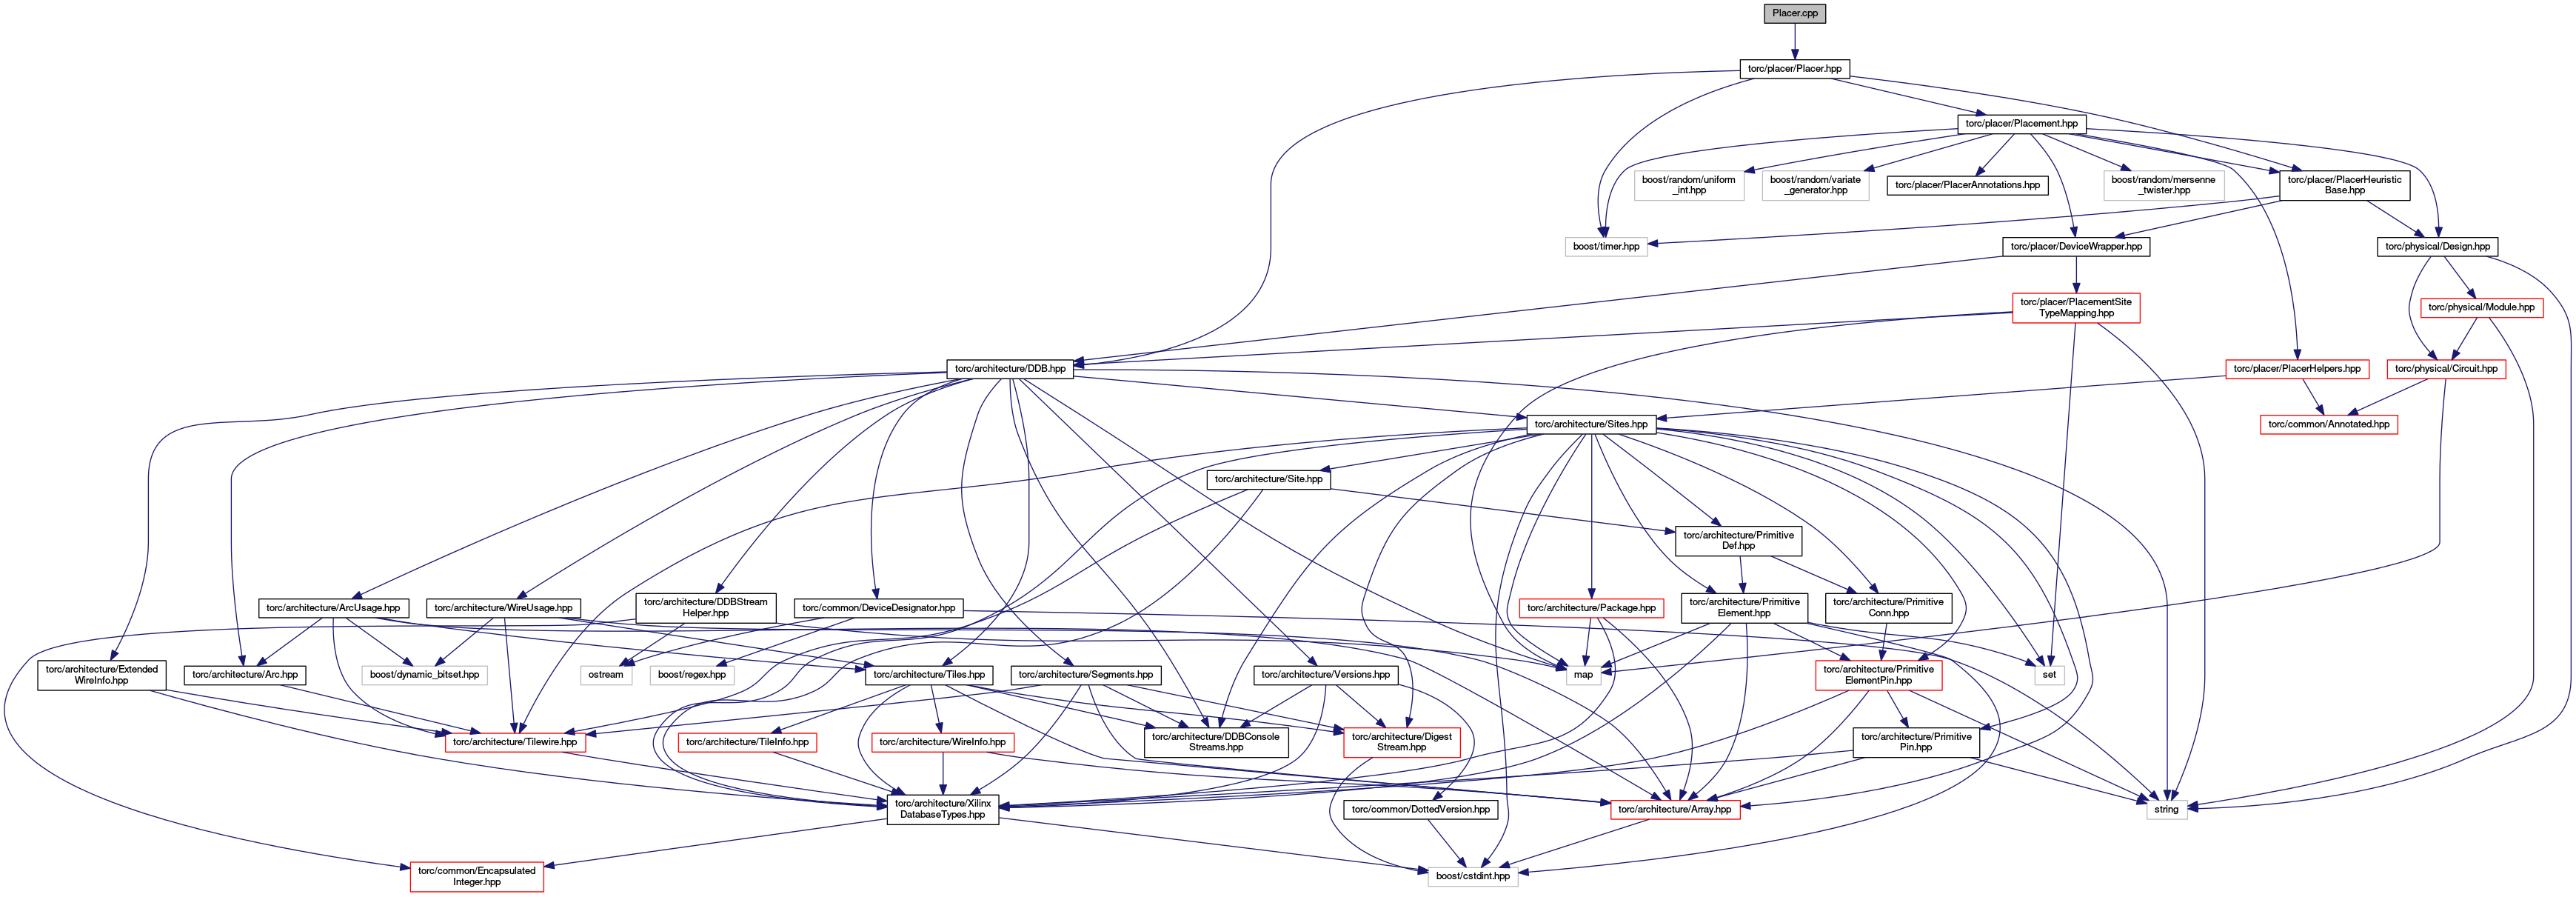 Placer.cpp
torc/placer/Placer.hpp
torc/placer/Placement.hpp
boost/random/uniform
_int.hpp
boost/random/variate
_generator.hpp
torc/placer/PlacerAnnotations.hpp
boost/random/mersenne
_twister.hpp
torc/placer/PlacerHeuristic
Base.hpp
boost/timer.hpp
torc/placer/DeviceWrapper.hpp
torc/physical/Design.hpp
torc/placer/PlacementSite
TypeMapping.hpp
torc/physical/Module.hpp
torc/architecture/DDB.hpp
torc/placer/PlacerHelpers.hpp
torc/physical/Circuit.hpp
torc/architecture/Sites.hpp
torc/common/Annotated.hpp
torc/architecture/Site.hpp
torc/architecture/Primitive
Def.hpp
torc/architecture/ArcUsage.hpp
torc/architecture/WireUsage.hpp
torc/architecture/DDBStream
Helper.hpp
torc/common/DeviceDesignator.hpp
torc/architecture/Package.hpp
torc/architecture/Primitive
Element.hpp
torc/architecture/Primitive
Conn.hpp
torc/architecture/Extended
WireInfo.hpp
torc/architecture/Arc.hpp
boost/dynamic_bitset.hpp
ostream
boost/regex.hpp
torc/architecture/Tiles.hpp
torc/architecture/Segments.hpp
torc/architecture/Versions.hpp
map
torc/architecture/Primitive
ElementPin.hpp
set
torc/architecture/Tilewire.hpp
torc/architecture/TileInfo.hpp
torc/architecture/WireInfo.hpp
torc/architecture/DDBConsole
Streams.hpp
torc/architecture/Digest
Stream.hpp
torc/architecture/Primitive
Pin.hpp
torc/architecture/Xilinx
DatabaseTypes.hpp
torc/common/DottedVersion.hpp
torc/architecture/Array.hpp
string
torc/common/Encapsulated
Integer.hpp
boost/cstdint.hpp